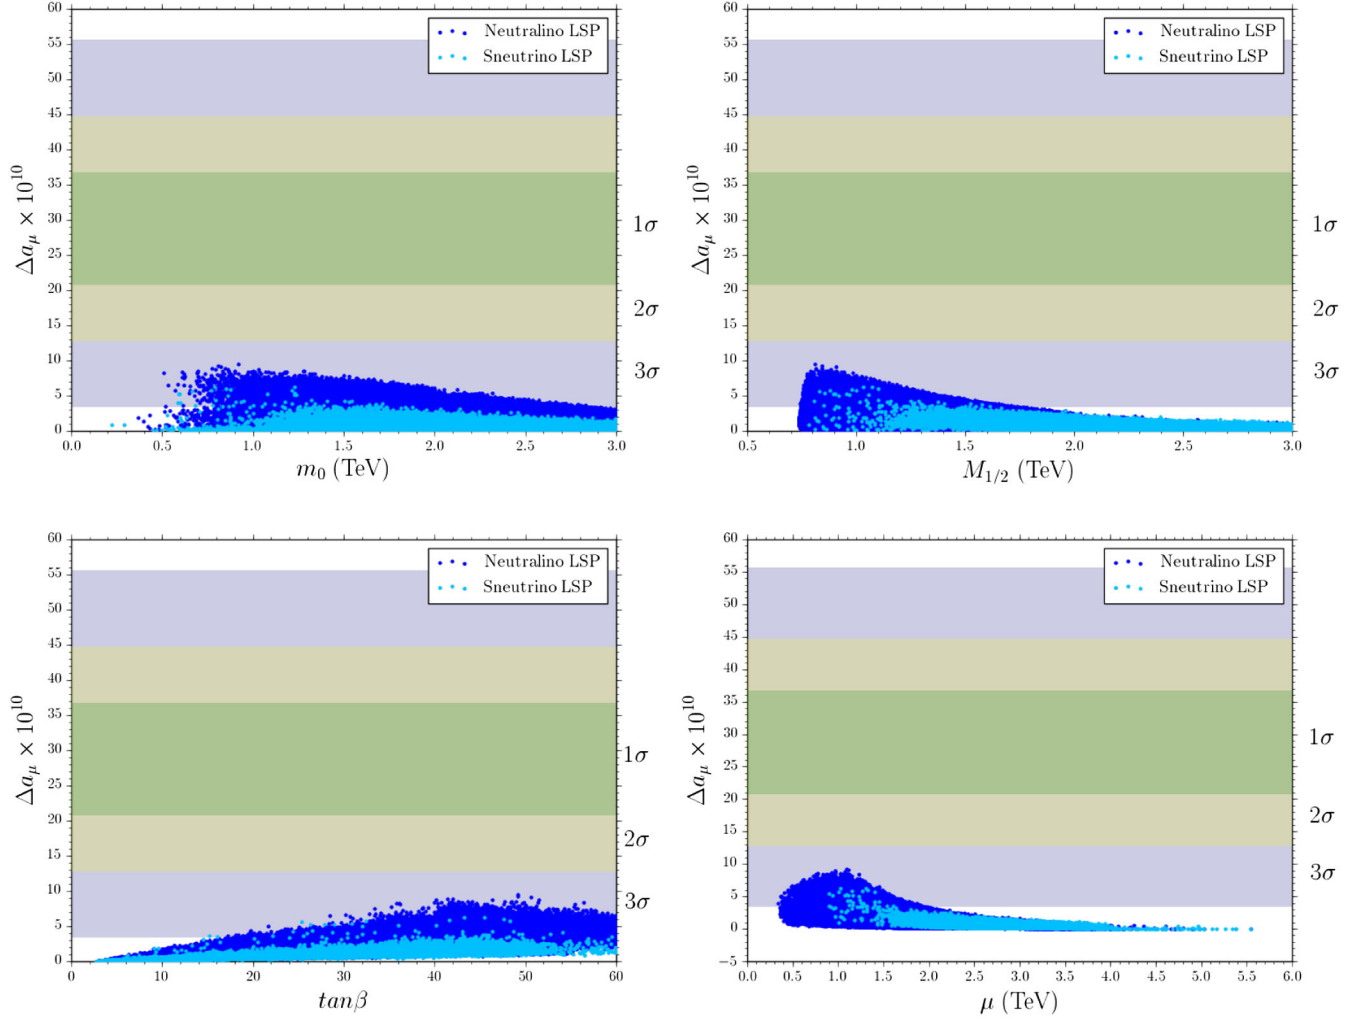 60
55
50
45
40
35
30
25
20
15
10
5
0
Δaμ × 10^10
Neutralino LSP
Sneutrino LSP
1σ
2σ
3σ
0.0 0.5 1.0 1.5 2.0 2.5 3.0
m0 (TeV)
60
55
50
45
40
35
30
25
20
15
10
5
0
Δaμ × 10^10
Neutralino LSP
Sneutrino LSP
1σ
2σ
3σ
0.5 1.0 1.5 2.0 2.5 3.0
M1/2 (TeV)
60
55
50
45
40
35
30
25
20
15
10
5
0
Δaμ × 10^10
Neutralino LSP
Sneutrino LSP
1σ
2σ
3σ
0 10 20 30 40 50 60
tanβ
60
55
50
45
40
35
30
25
20
15
10
5
0
−5
Δaμ × 10^10
Neutralino LSP
Sneutrino LSP
1σ
2σ
3σ
0.0 0.5 1.0 1.5 2.0 2.5 3.0 3.5 4.0 4.5 5.0 5.5 6.0
μ (TeV)